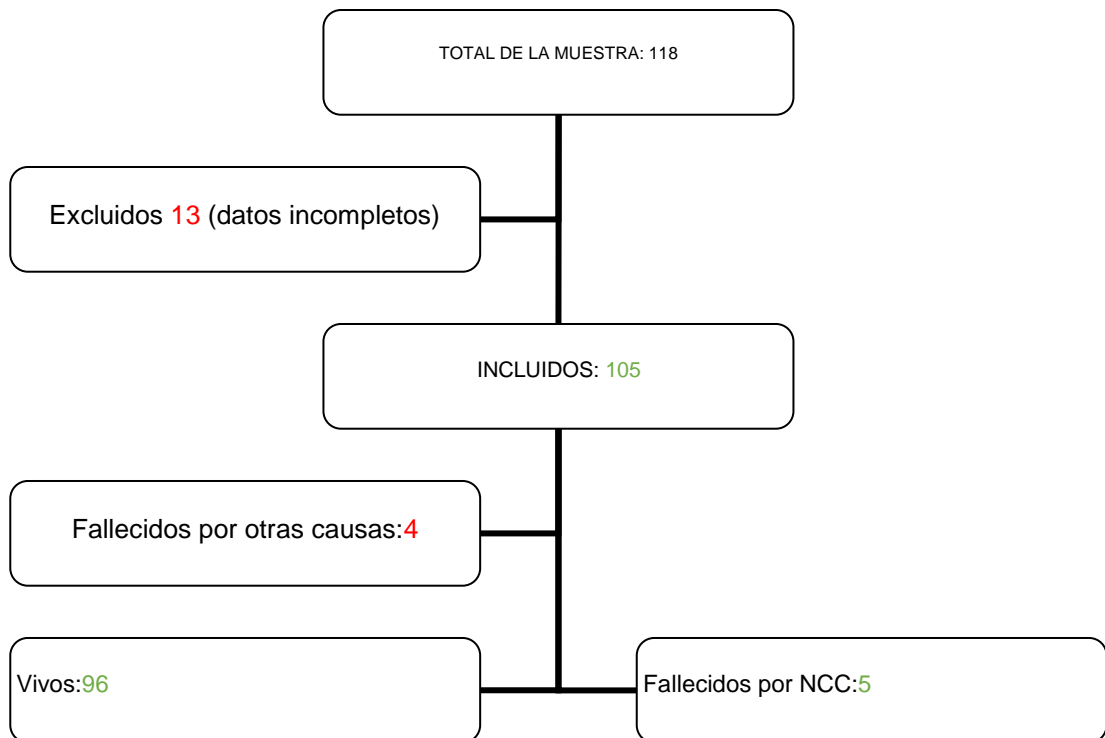 TOTAL DE LA MUESTRA: 118
Excluidos 13 (datos incompletos)
INCLUIDOS: 105
Fallecidos por otras causas:4
Vivos:96
Fallecidos por NCC:5